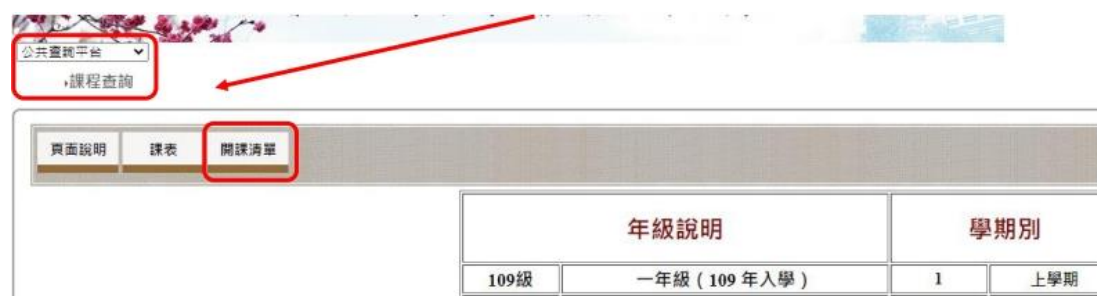 公共查詢平台
課程查詢
頁面說明 課表 開課清單
年級說明 學期別
109級 一年級 ( 109 年入學 ) 1 上學期